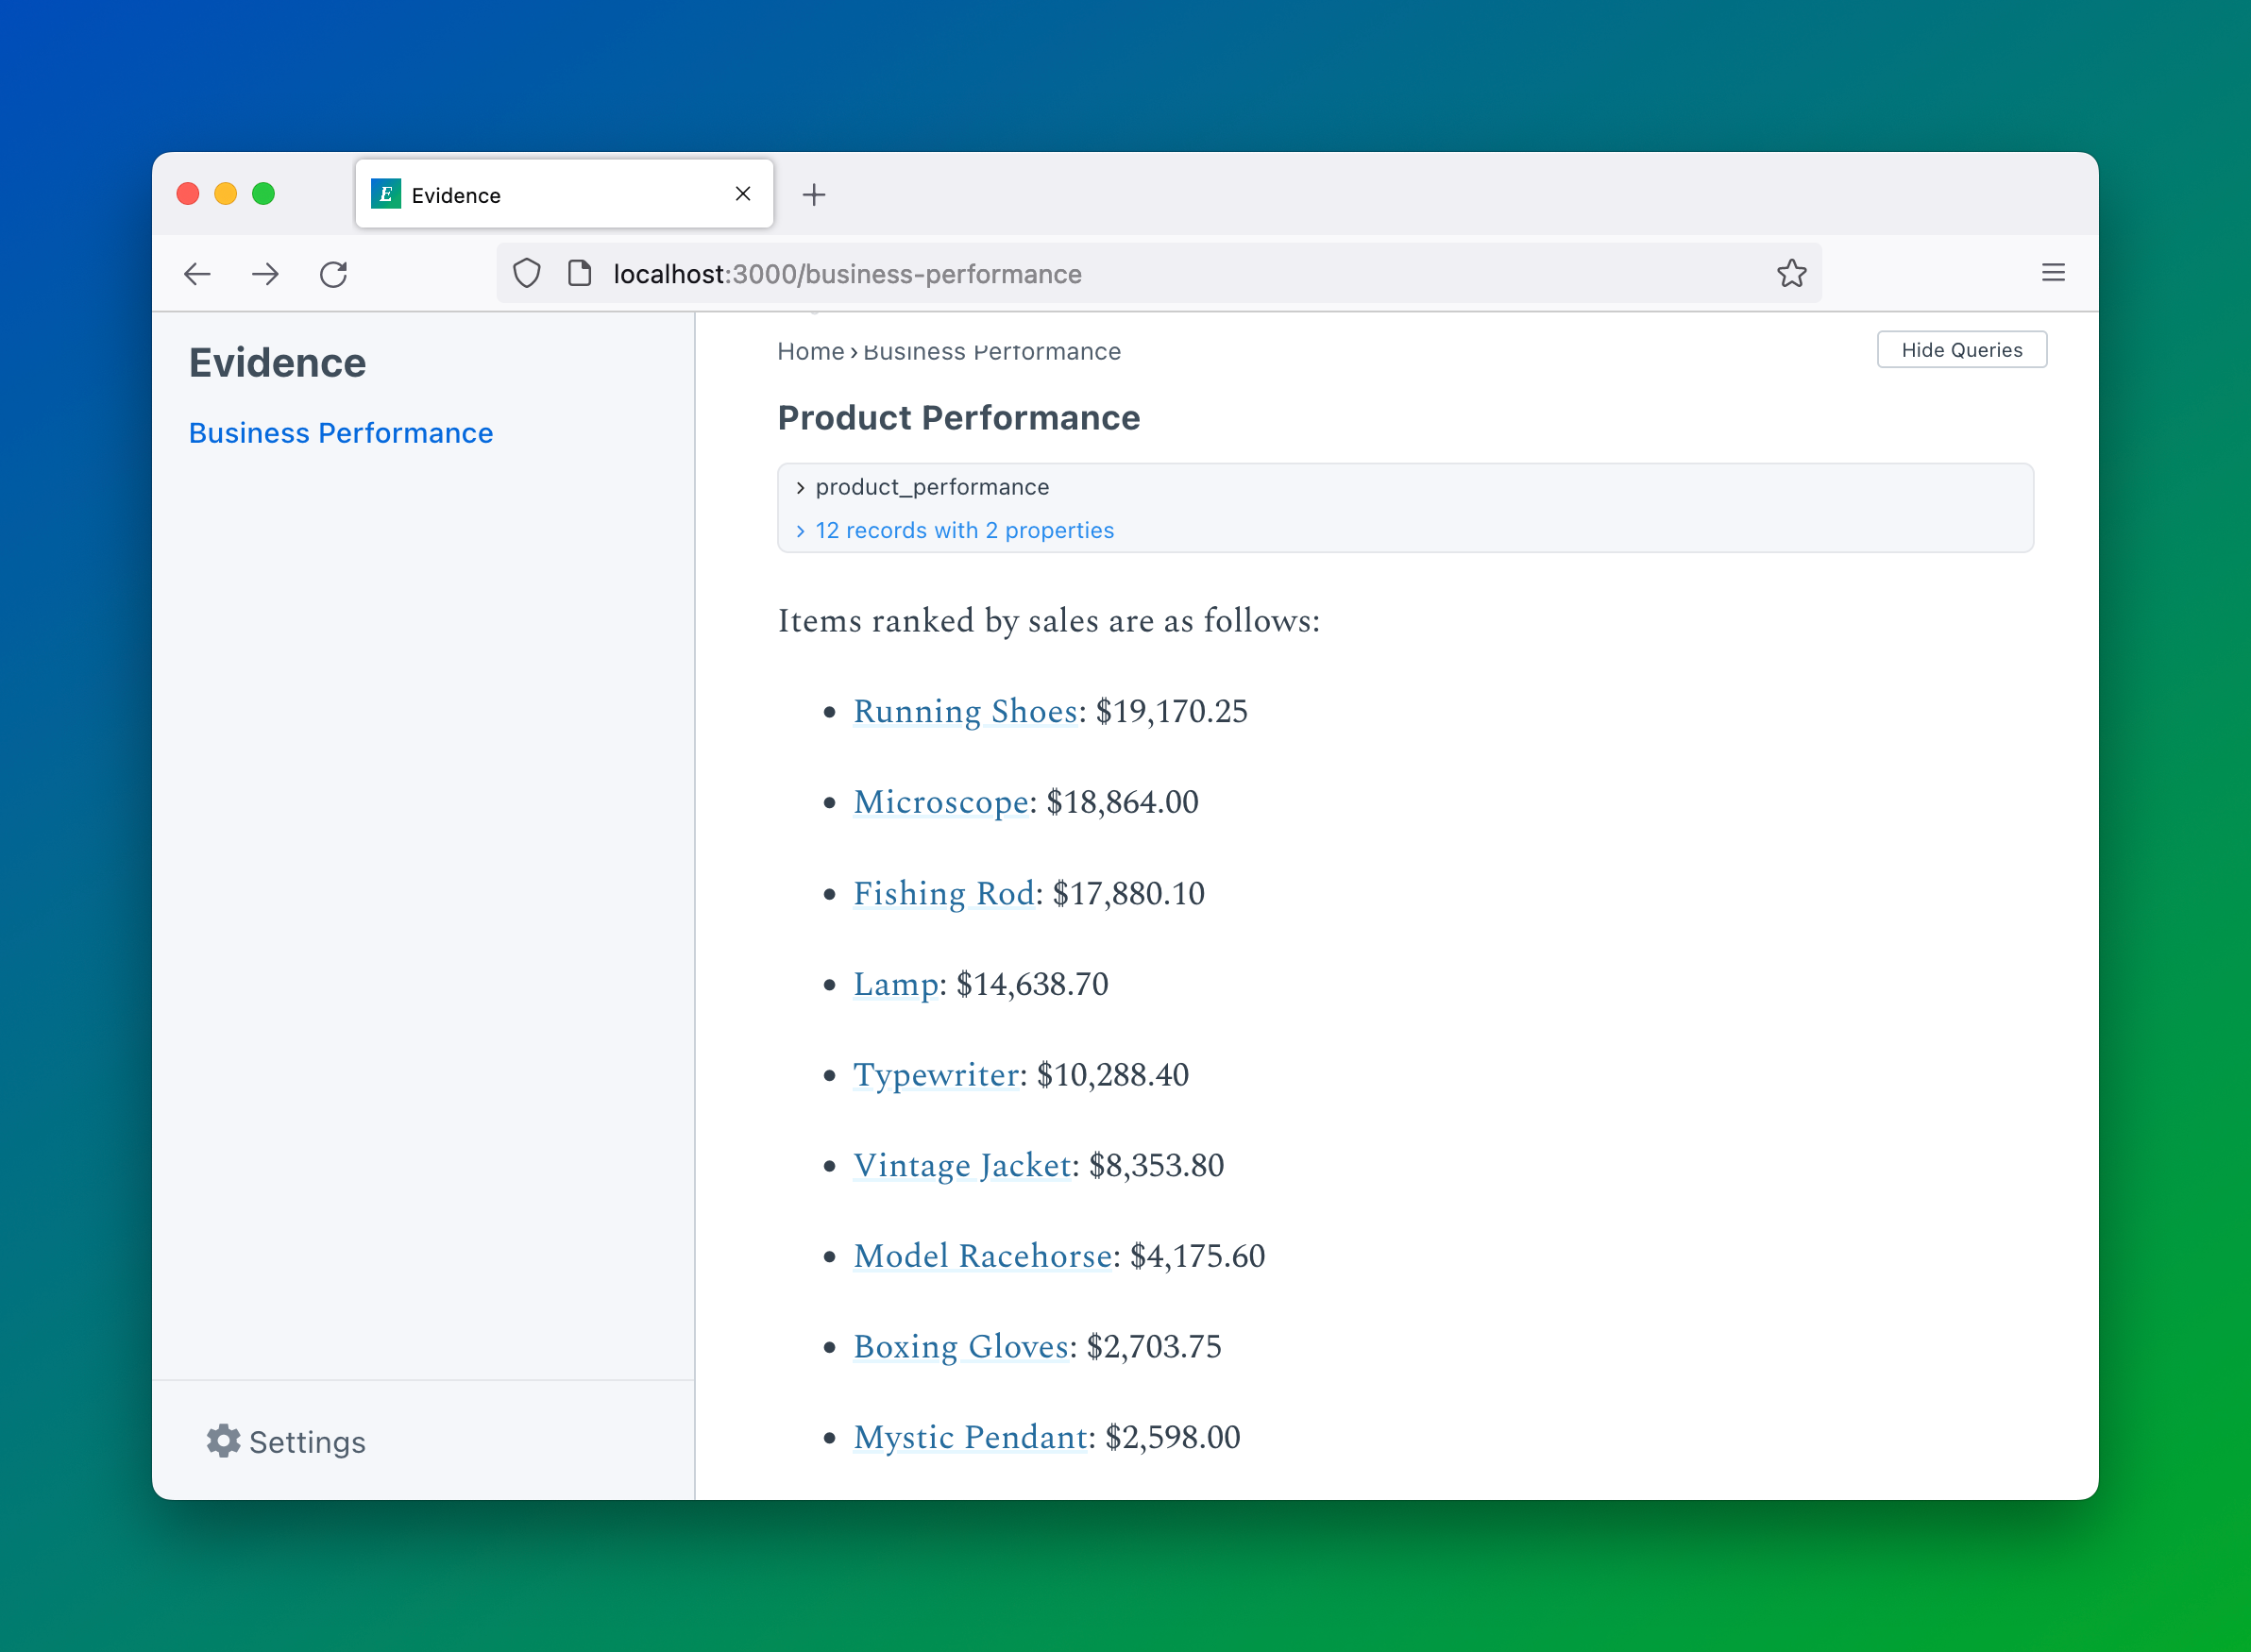 E Evidence
localhost:3000/business-performance
Evidence
Business Performance
Settings
Home › Business Performance
Hide Queries
Product Performance
product_performance
12 records with 2 properties
Items ranked by sales are as follows:
• Running Shoes: $19,170.25
• Microscope: $18,864.00
• Fishing Rod: $17,880.10
• Lamp: $14,638.70
• Typewriter: $10,288.40
• Vintage Jacket: $8,353.80
• Model Racehorse: $4,175.60
• Boxing Gloves: $2,703.75
• Mystic Pendant: $2,598.00